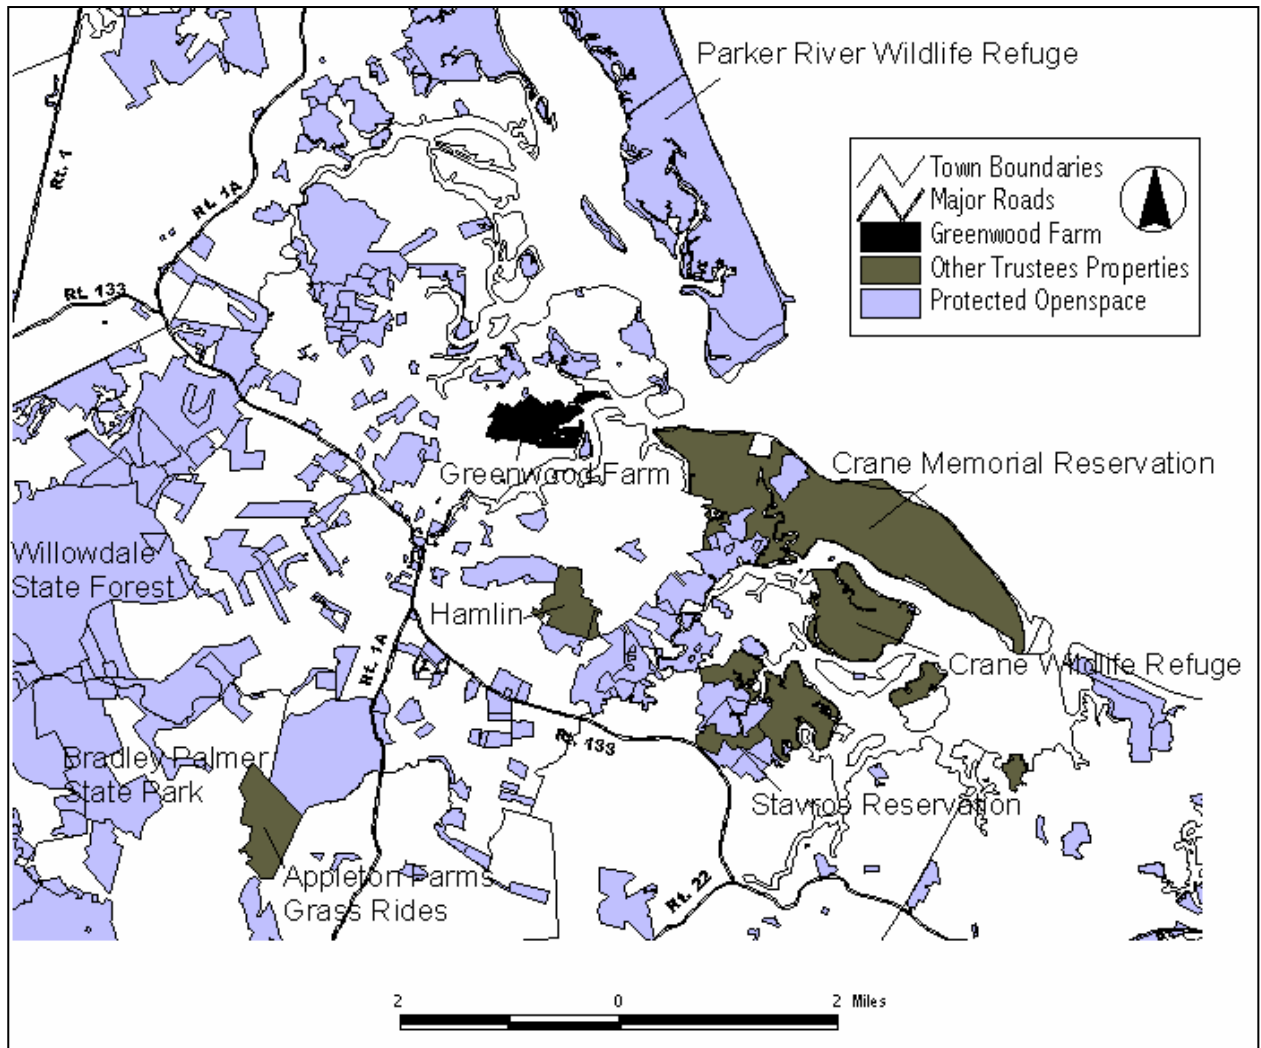 Parker River Wildlife Refuge
Town Boundaries
Major Roads
Greenwood Farm
Other Trustees Properties
Protected Openspace
Rt. 1
Rt. 1A
Rt. 133
Greenwood Farm
Crane Memorial Reservation
Willowdale
State Forest
Hamlin
Crane Wildlife Refuge
Rt. 1A
Rt. 133
Bradley Palmer
State Park
Stavros Reservation
Appleton Farms
Grass Rides
Rt. 22
2 0 2 Miles